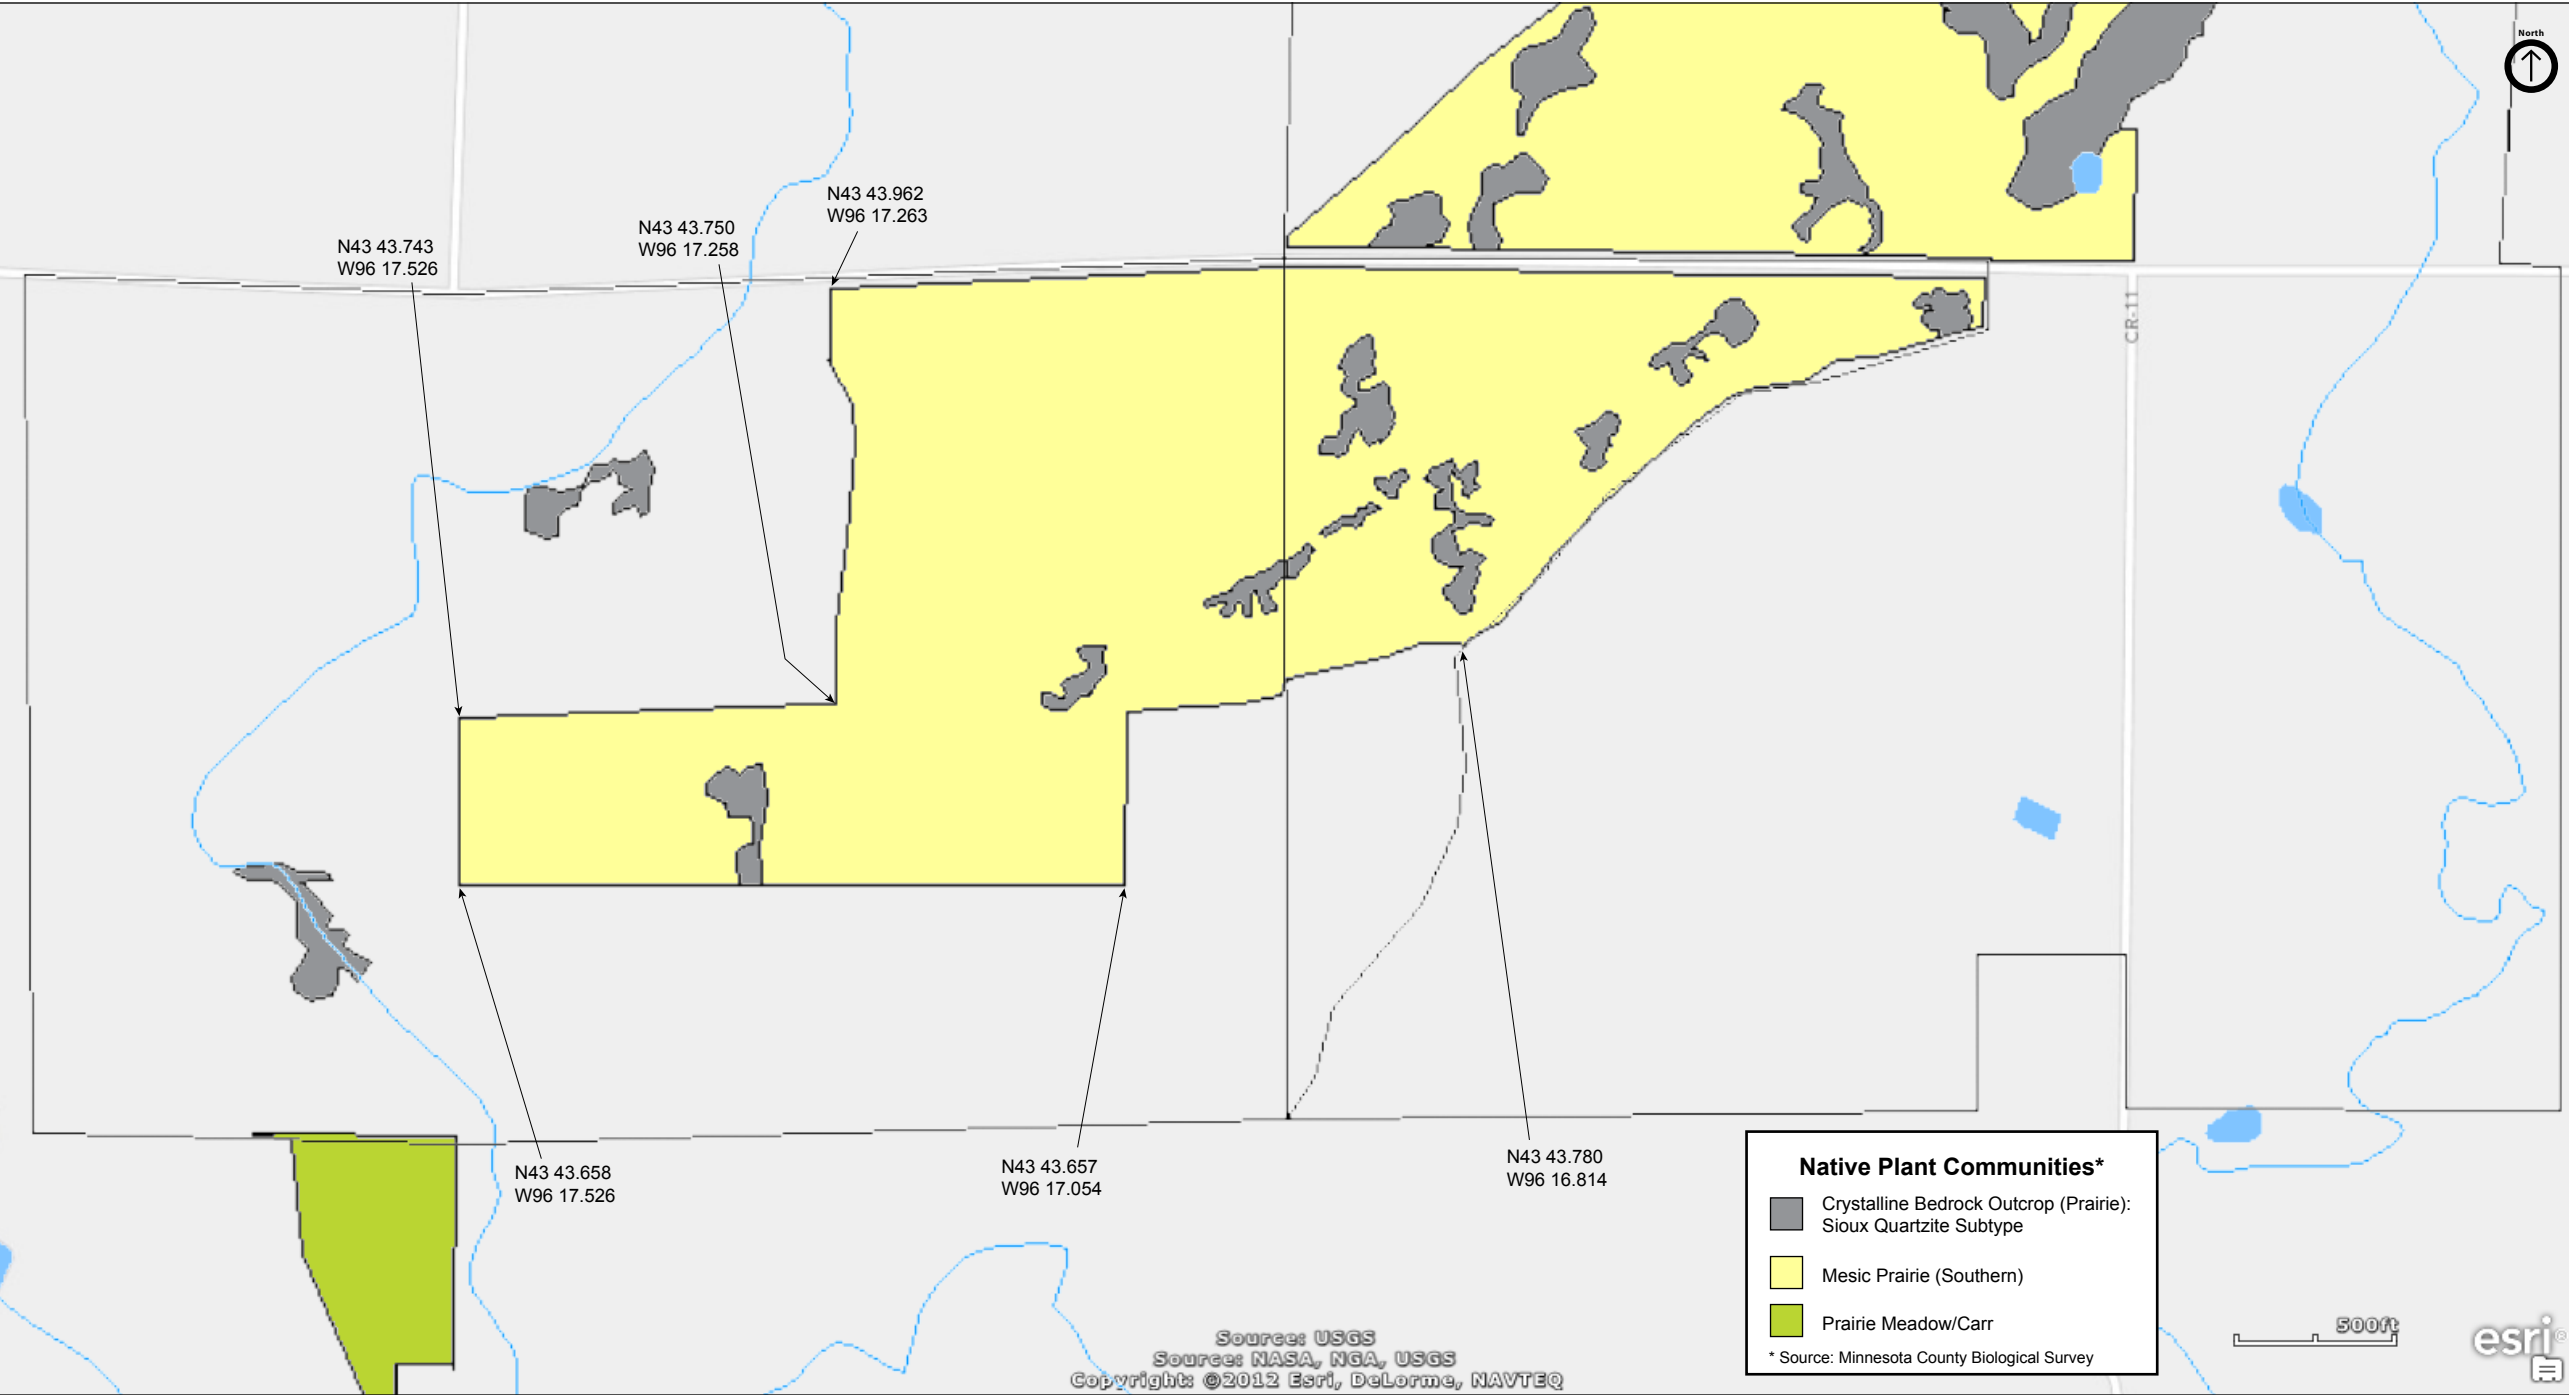 North
N43 43.962
W96 17.263
N43 43.750
W96 17.258
N43 43.743
W96 17.526
CR-11
N43 43.658
W96 17.526
N43 43.657
W96 17.054
N43 43.780
W96 16.814
Native Plant Communities*
Crystalline Bedrock Outcrop (Prairie):
Sioux Quartzite Subtype
Mesic Prairie (Southern)
Prairie Meadow/Carr
* Source: Minnesota County Biological Survey
500ft
esri®
Source: USGS
Source: NASA, NGA, USGS
Copyright: ©2012 Esri, DeLorme, NAVTEQ